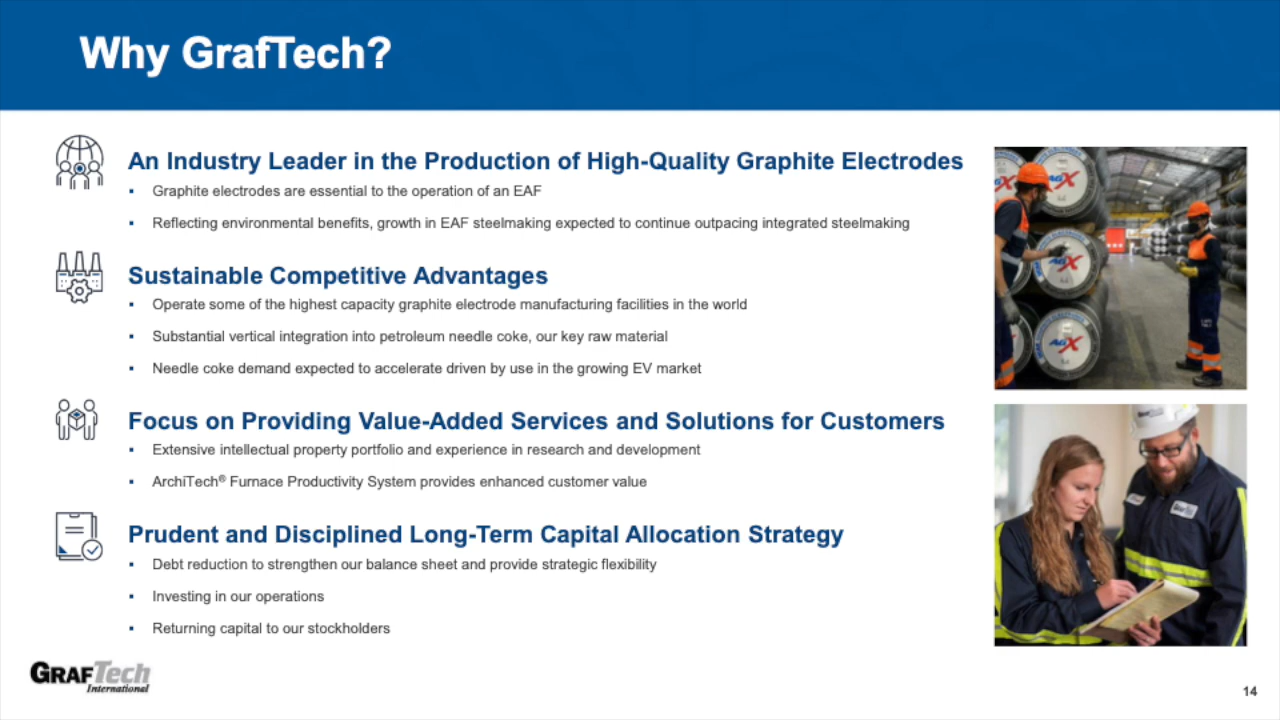 Why GrafTech?
An Industry Leader in the Production of High-Quality Graphite Electrodes
▪ Graphite electrodes are essential to the operation of an EAF
▪ Reflecting environmental benefits, growth in EAF steelmaking expected to continue outpacing integrated steelmaking
Sustainable Competitive Advantages
▪ Operate some of the highest capacity graphite electrode manufacturing facilities in the world
▪ Substantial vertical integration into petroleum needle coke, our key raw material
▪ Needle coke demand expected to accelerate driven by use in the growing EV market
Focus on Providing Value-Added Services and Solutions for Customers
▪ Extensive intellectual property portfolio and experience in research and development
▪ ArchiTech® Furnace Productivity System provides enhanced customer value
Prudent and Disciplined Long-Term Capital Allocation Strategy
▪ Debt reduction to strengthen our balance sheet and provide strategic flexibility
▪ Investing in our operations
▪ Returning capital to our stockholders
AGX
AGX
AGX
GRAFTech
International
14